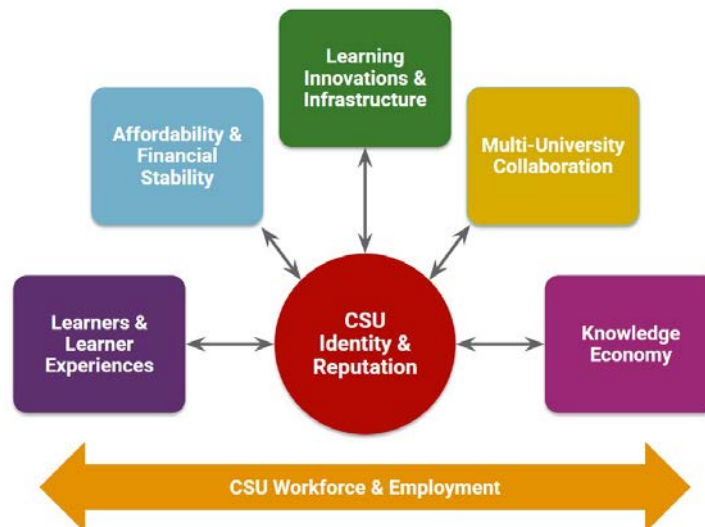 Learning
Innovations &
Infrastructure
Affordability &
Financial
Stability
Multi-University
Collaboration
Learners &
Learner
Experiences
CSU
Identity &
Reputation
Knowledge
Economy
CSU Workforce & Employment